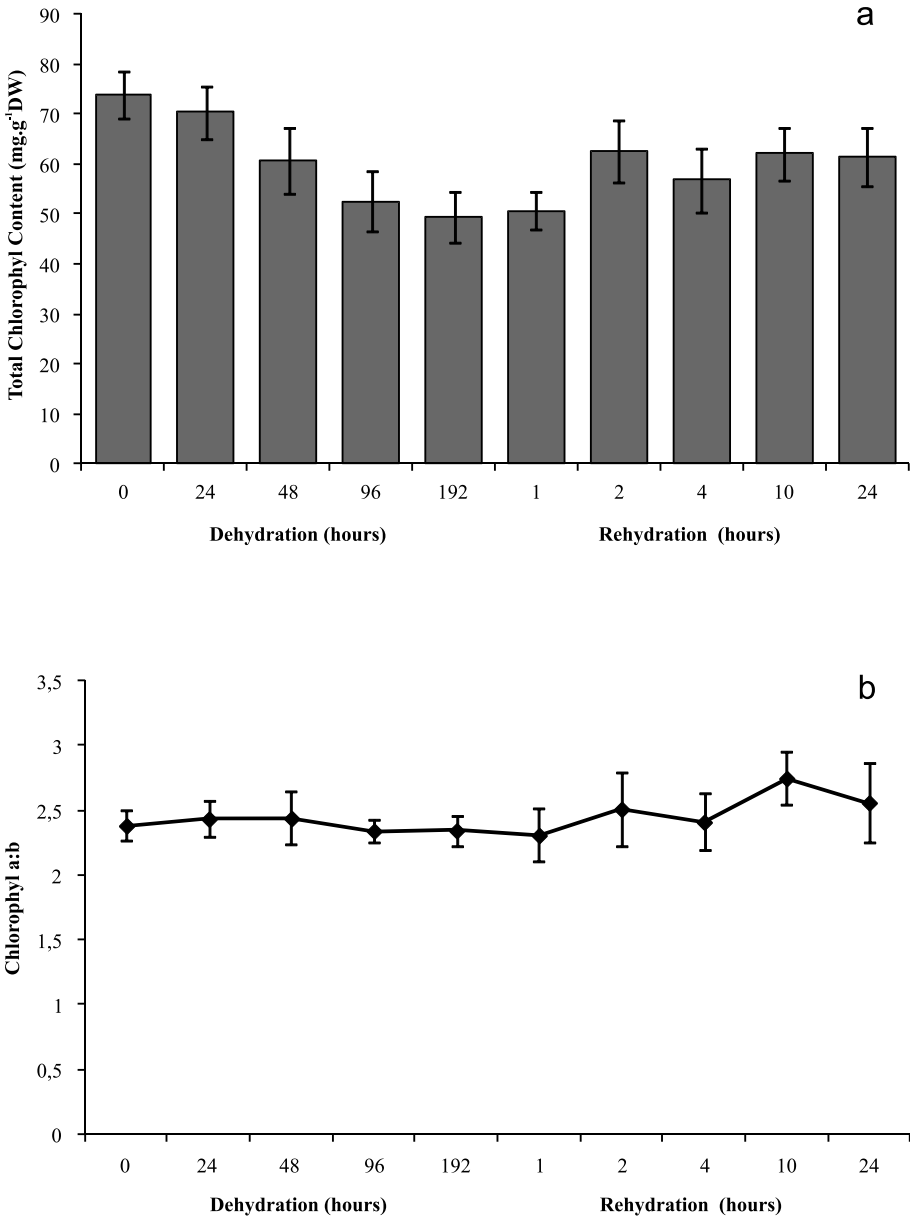 a
Total Chlorophyl Content (mg.g-1DW)
90
80
70
60
50
40
30
20
10
0
0 24 48 96 192 1 2 4 10 24
Dehydration (hours) Rehydration (hours)
b
Chlorophyl a:b
3,5
3
2,5
2
1,5
1
0,5
0
0 24 48 96 192 1 2 4 10 24
Dehydration (hours) Rehydration (hours)